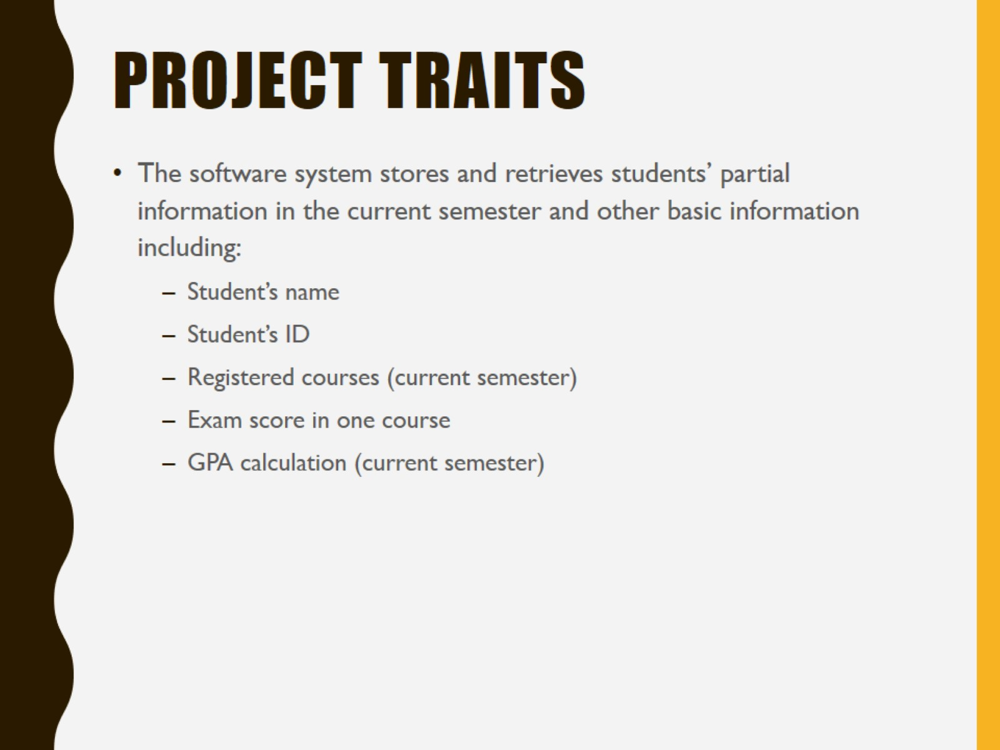 PROJECT TRAITS
• The software system stores and retrieves students’ partial
information in the current semester and other basic information
including:
– Student’s name
– Student’s ID
– Registered courses (current semester)
– Exam score in one course
– GPA calculation (current semester)